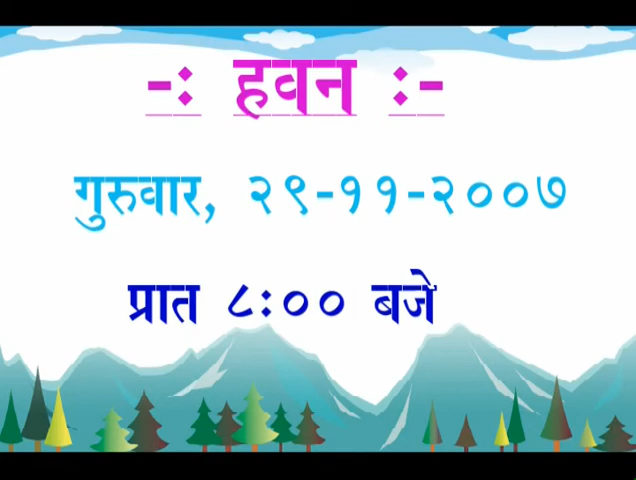 -: हवन :-
गुरुवार, २९-११-२००७
प्रात ८:०० बजे